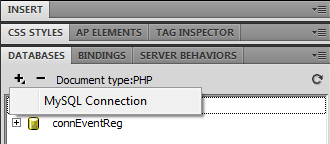 INSERT
CSS STYLES AP ELEMENTS TAG INSPECTOR
DATABASES BINDINGS SERVER BEHAVIORS
Document type:PHP
MySQL Connection
connEventReg